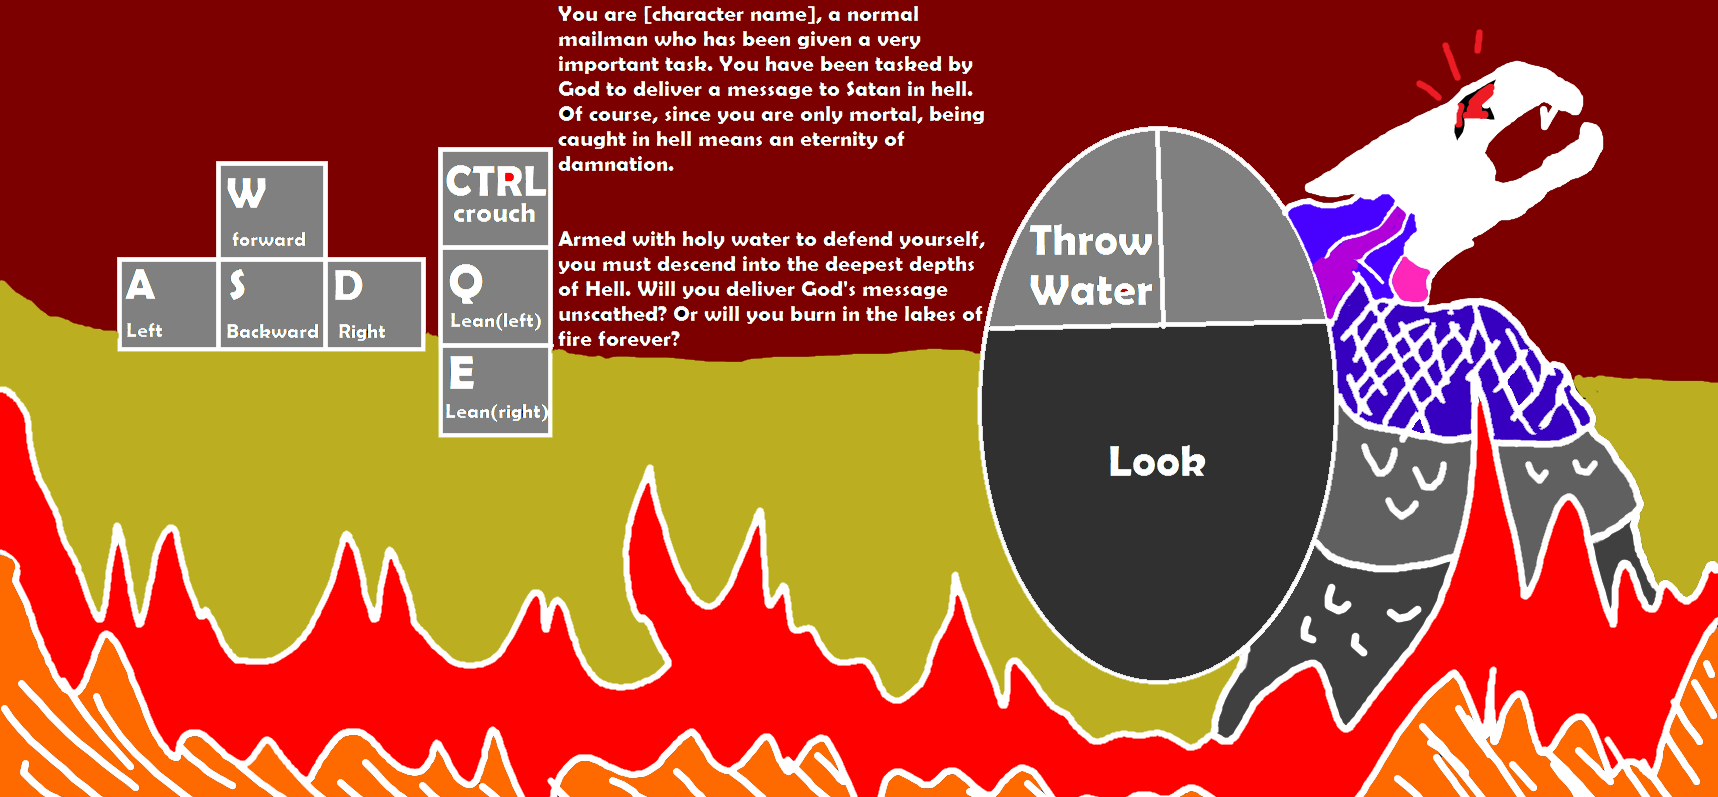 You are [character name], a normal
mailman who has been given a very
important task. You have been tasked by
God to deliver a message to Satan in hell.
Of course, since you are only mortal, being
caught in hell means an eternity of
damnation.
Armed with holy water to defend yourself,
you must descend into the deepest depths
of Hell. Will you deliver God's message
unscathed? Or will you burn in the lakes of
fire forever?
W
forward
A
Left
S
Backward
D
Right
CTRL
crouch
Q
Lean(left)
E
Lean(right)
Throw
Water
Look